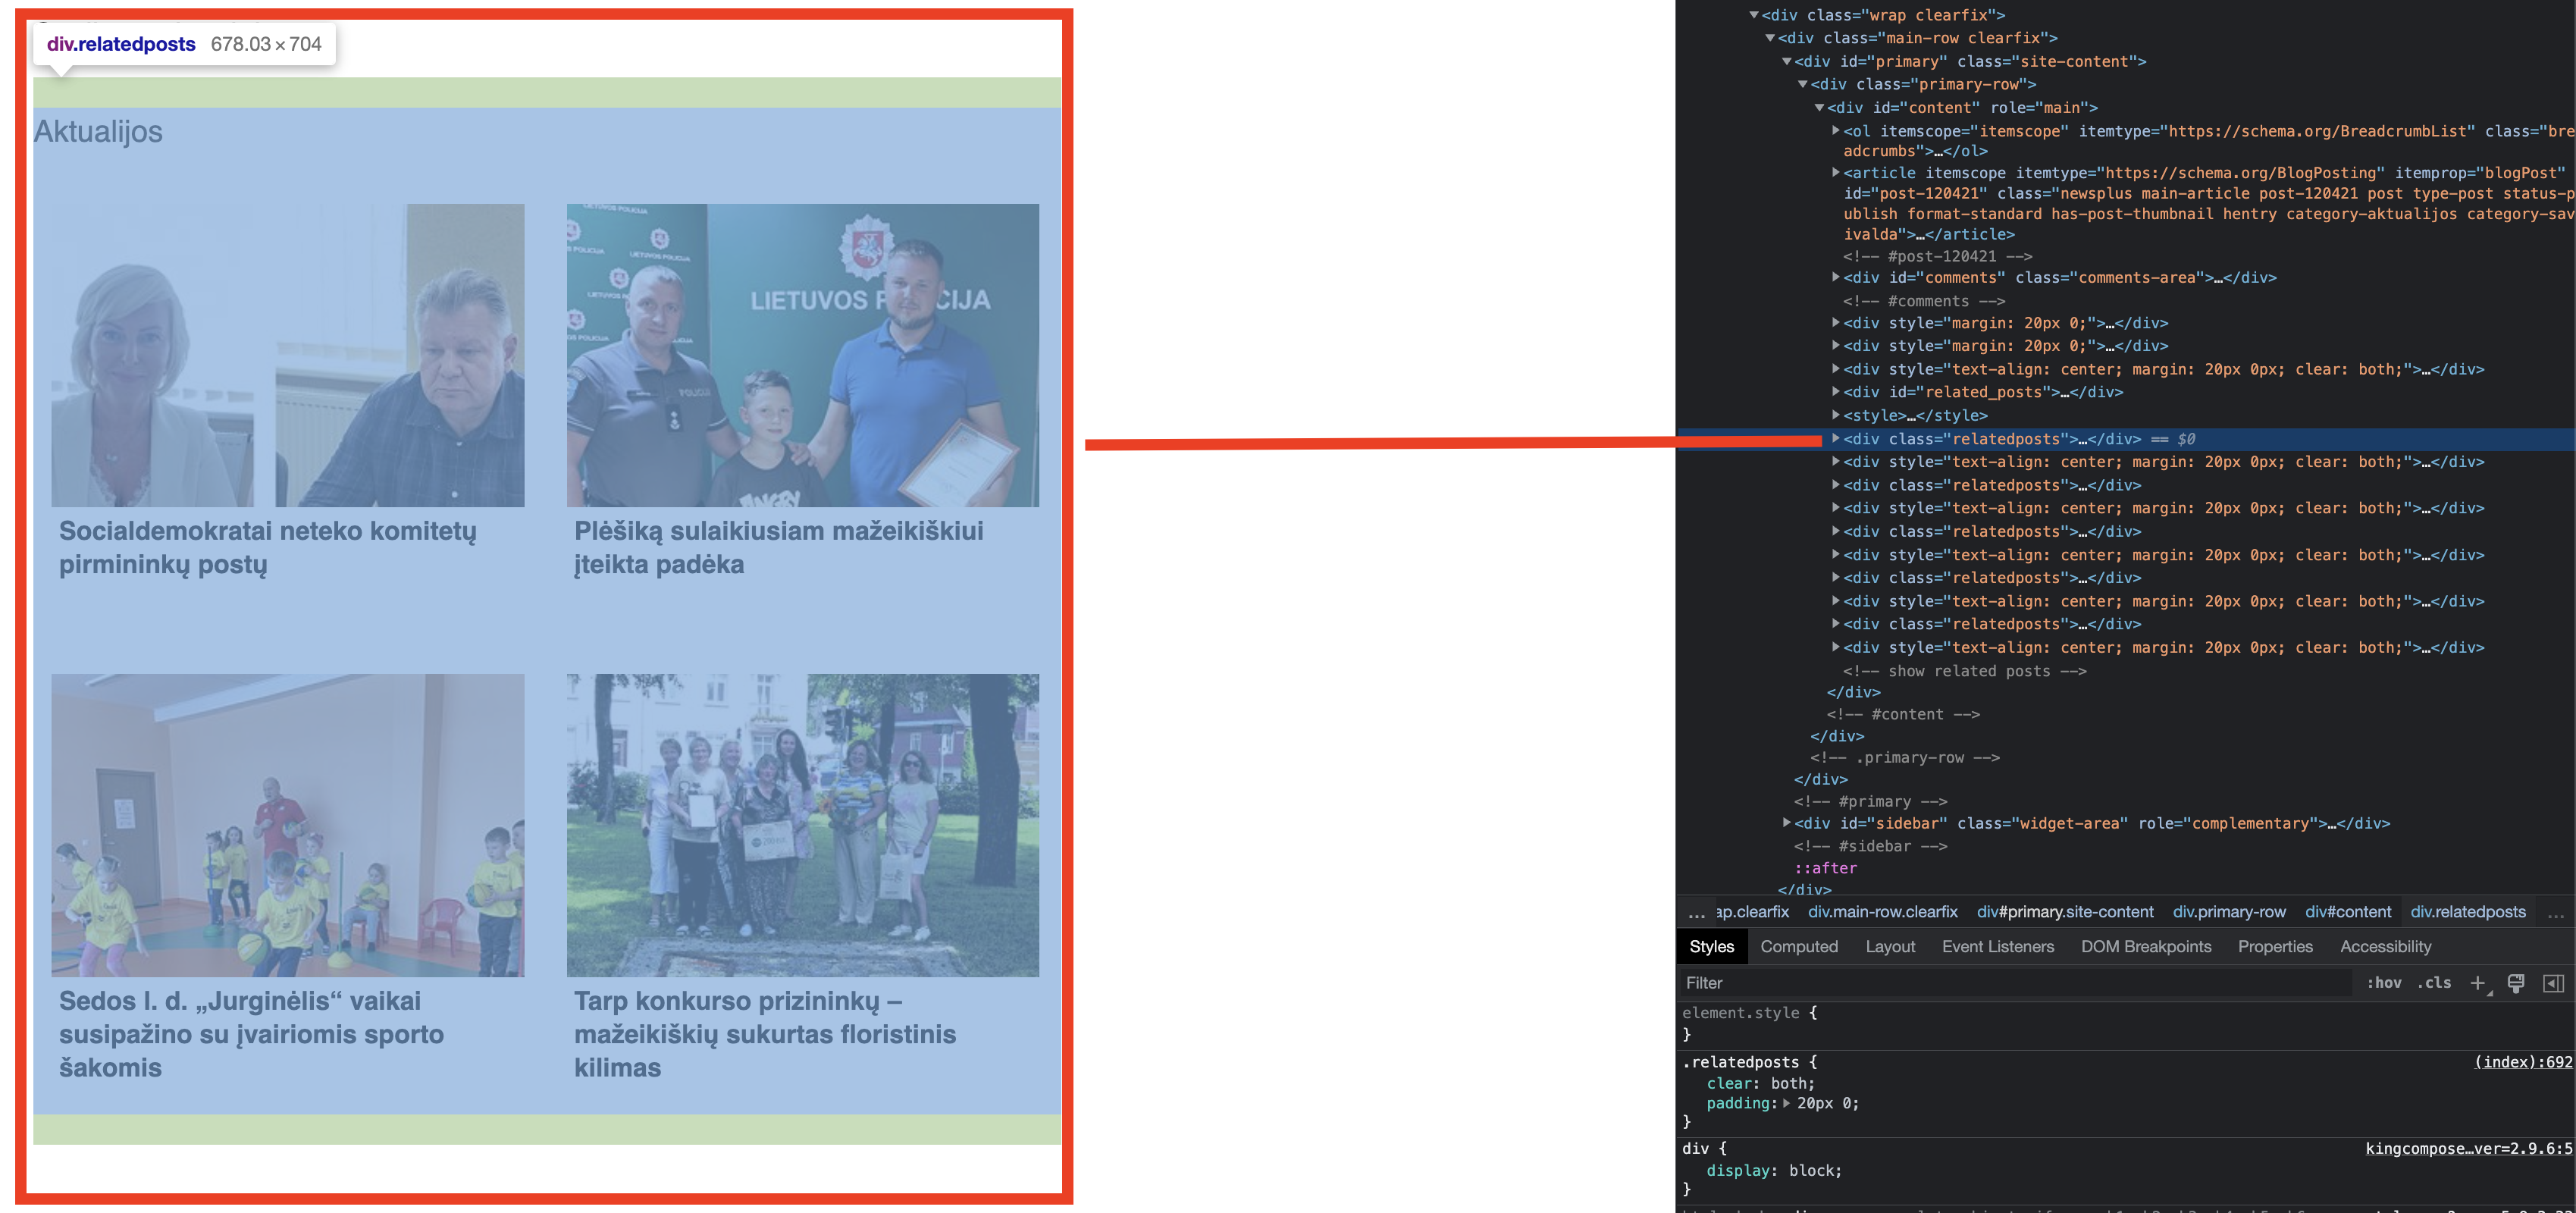 div.relatedposts 678.03 × 704
Aktualijos
LIETUVOS POLICIJA
LIETUVOS POLICIJA
Socialdemokratai neteko komitetų
pirmininkų postų
Plėšiką sulaikiusiam mažeikiškiui
įteikta padėka
Sedos l. d. „Jurginėlis“ vaikai
susipažino su įvairiomis sporto
šakomis
Tarp konkurso prizininkų –
mažeikiškių sukurtas floristinis
kilimas
▼<div class="wrap clearfix">
▼<div class="main-row clearfix">
▼<div id="primary" class="site-content">
▼<div class="primary-row">
▼<div id="content" role="main">
▶<ol itemscope="itemscope" itemtype="https://schema.org/BreadcrumbList" class="bre
adcrumbs">…</ol>
▶<article itemscope itemtype="https://schema.org/BlogPosting" itemprop="blogPost"
id="post-120421" class="newsplus main-article post-120421 post type-post status-p
ublish format-standard has-post-thumbnail hentry category-aktualijos category-sav
ivalda">…</article>
<!-- #post-120421 -->
▶<div id="comments" class="comments-area">…</div>
<!-- #comments -->
▶<div style="margin: 20px 0;">…</div>
▶<div style="margin: 20px 0;">…</div>
▶<div style="text-align: center; margin: 20px 0px; clear: both;">…</div>
▶<div id="related_posts">…</div>
▶<style>…</style>
▶<div class="relatedposts">…</div> == $0
▶<div style="text-align: center; margin: 20px 0px; clear: both;">…</div>
▶<div class="relatedposts">…</div>
▶<div style="text-align: center; margin: 20px 0px; clear: both;">…</div>
▶<div class="relatedposts">…</div>
▶<div style="text-align: center; margin: 20px 0px; clear: both;">…</div>
▶<div class="relatedposts">…</div>
▶<div style="text-align: center; margin: 20px 0px; clear: both;">…</div>
▶<div class="relatedposts">…</div>
▶<div style="text-align: center; margin: 20px 0px; clear: both;">…</div>
<!-- show related posts -->
</div>
<!-- #content -->
</div>
<!-- .primary-row -->
</div>
<!-- #primary -->
▶<div id="sidebar" class="widget-area" role="complementary">…</div>
<!-- #sidebar -->
::after
</div>
… ap.clearfix div.main-row.clearfix div#primary.site-content div.primary-row div#content div.relatedposts …
Styles Computed Layout Event Listeners DOM Breakpoints Properties Accessibility
Filter :hov .cls +
element.style {
}
.relatedposts { (index):692
clear: both;
padding:▶ 20px 0;
}
div { kingcompose…ver=2.9.6:5
display: block;
}